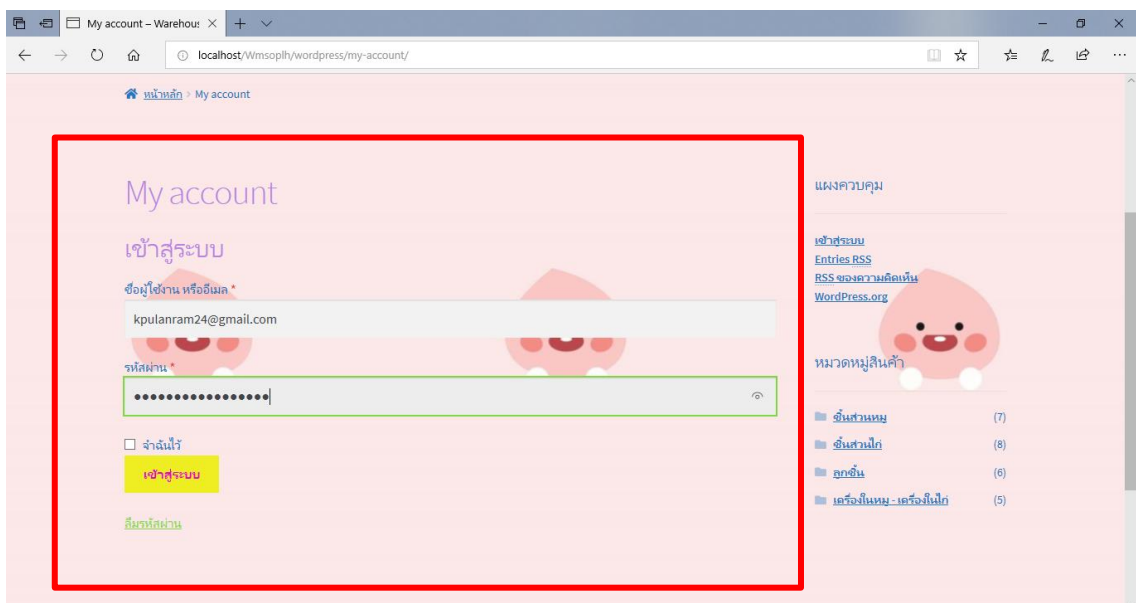 My account – Warehous
localhost/Wmsoplh/wordpress/my-account/
หน้าหลัก › My account
My account
เข้าสู่ระบบ
ชื่อผู้ใช้งาน หรืออีเมล *
kpulanram24@gmail.com
รหัสผ่าน *
•••••••••••••••••
จำฉันไว้
เข้าสู่ระบบ
ลืมรหัสผ่าน
แผงควบคุม
เข้าสู่ระบบ
Entries RSS
RSS ของความคิดเห็น
WordPress.org
หมวดหมู่สินค้า
ชิ้นส่วนหมู (7)
ชิ้นส่วนไก่ (8)
ลูกชิ้น (6)
เครื่องในหมู - เครื่องในไก่ (5)